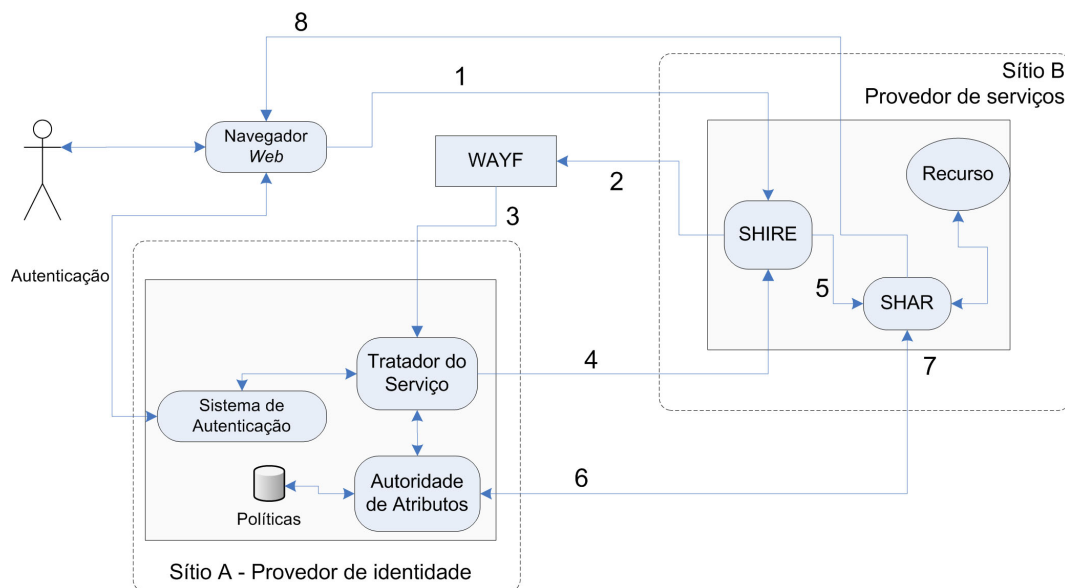 8
Sítio B
Provedor de serviços
1
Navegador
Web
WAYF
2
Recurso
3
SHIRE
Autenticação
5
SHAR
Tratador do
Serviço
4
7
Sistema de
Autenticação
Autoridade
de Atributos
6
Políticas
Sítio A - Provedor de identidade